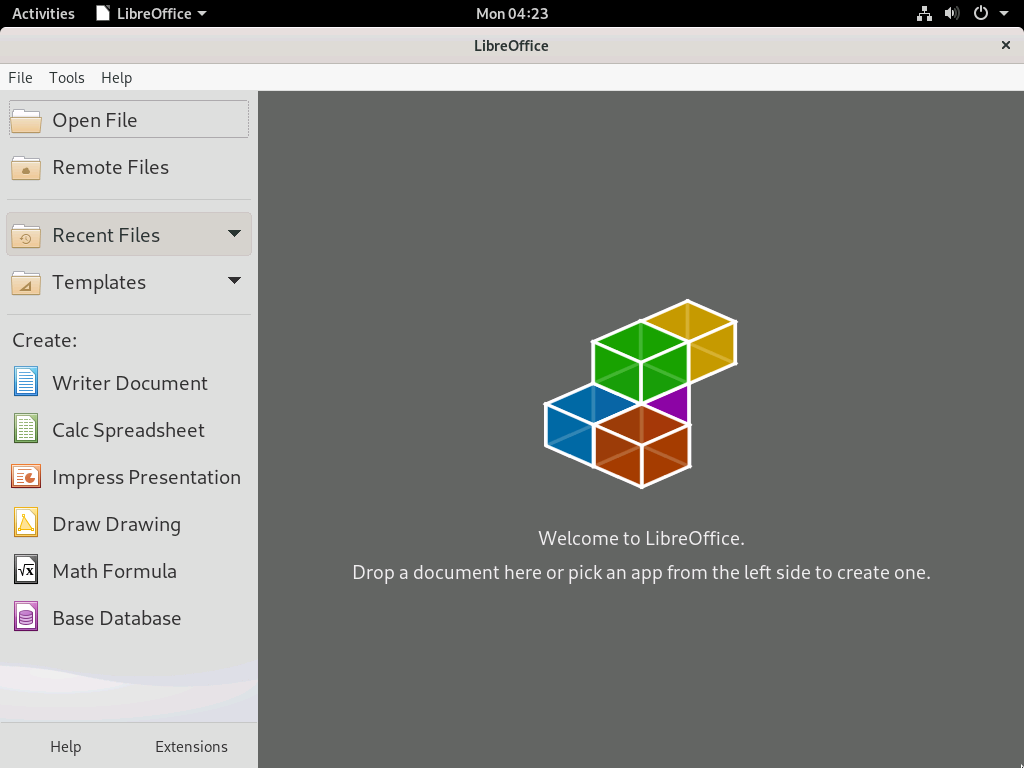 Activities LibreOffice Mon 04:23
LibreOffice
File Tools Help
Open File
Remote Files
Recent Files
Templates
Create:
Writer Document
Calc Spreadsheet
Impress Presentation
Draw Drawing
Math Formula
Base Database
Help Extensions
Welcome to LibreOffice.
Drop a document here or pick an app from the left side to create one.